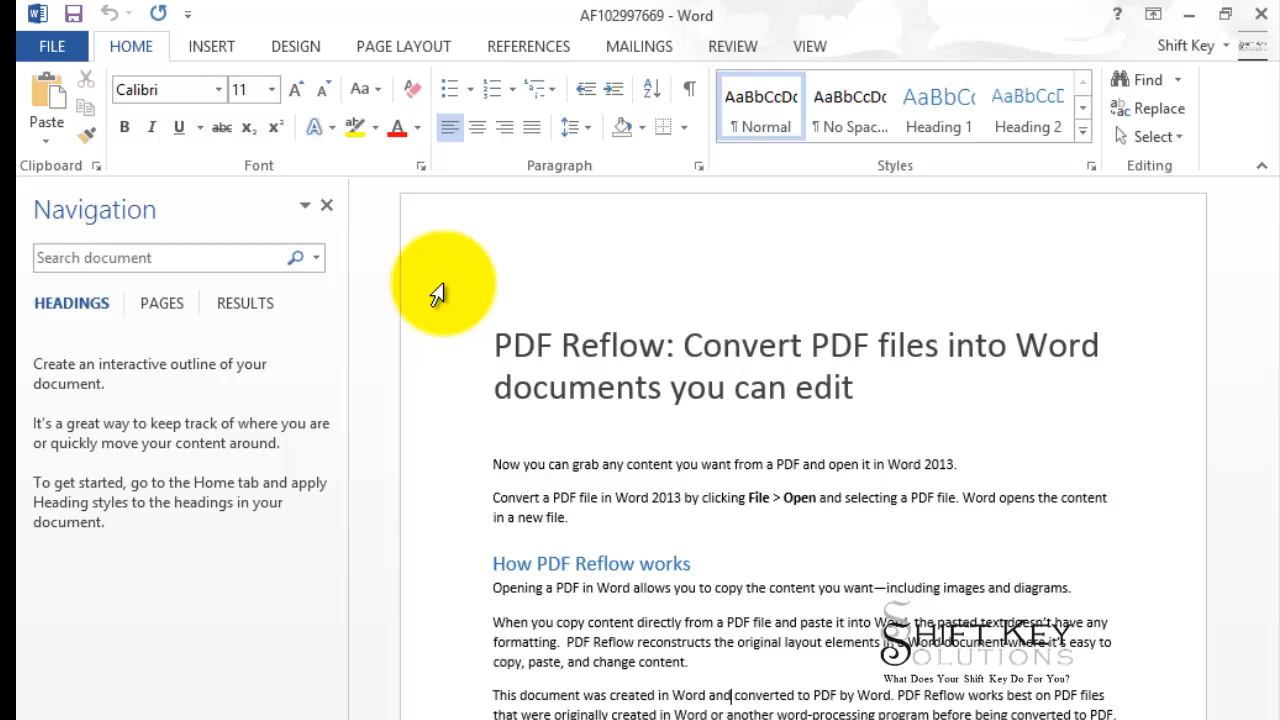 AF102997669 - Word
FILE HOME INSERT DESIGN PAGE LAYOUT REFERENCES MAILINGS REVIEW VIEW Shift Key
Paste
Calibri 11 Aa
B I U abc X₂ X² A A
AaBbCcDc AaBbCcDc AaBbCc AaBbCcD
¶ Normal ¶ No Spac... Heading 1 Heading 2
Find
Replace
Select
Clipboard Font Paragraph Styles Editing
Navigation
Search document
HEADINGS PAGES RESULTS
Create an interactive outline of your
document.
It's a great way to keep track of where you are
or quickly move your content around.
To get started, go to the Home tab and apply
Heading styles to the headings in your
document.
PDF Reflow: Convert PDF files into Word
documents you can edit
Now you can grab any content you want from a PDF and open it in Word 2013.
Convert a PDF file in Word 2013 by clicking File > Open and selecting a PDF file. Word opens the content
in a new file.
How PDF Reflow works
Opening a PDF in Word allows you to copy the content you want—including images and diagrams.
When you copy content directly from a PDF file and paste it into Word, the pasted text doesn't have any
formatting. PDF Reflow reconstructs the original layout elements in a Word document where it's easy to
copy, paste, and change content.
This document was created in Word and converted to PDF by Word. PDF Reflow works best on PDF files
that were originally created in Word or another word-processing program before being converted to PDF.
SHIFT KEY
SOLUTIONS
What Does Your Shift Key Do For You?